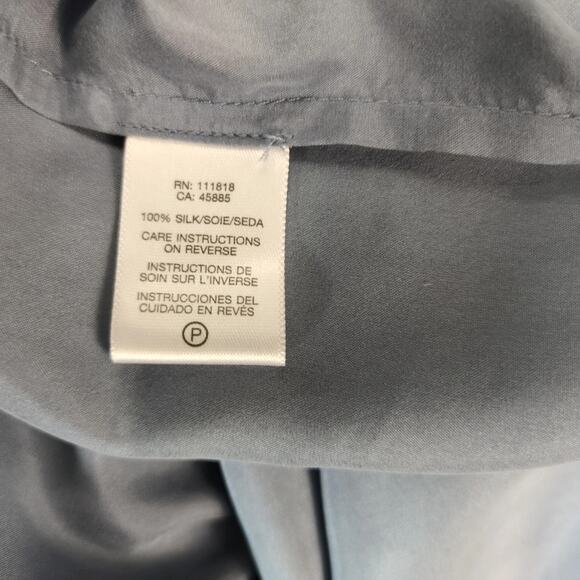 RN: 111818
CA: 45885
100% SILK/SOIE/SEDA
CARE INSTRUCTIONS
ON REVERSE
INSTRUCTIONS DE
SOIN SUR L'INVERSE
INSTRUCCIONES DEL
CUIDADO EN REVÉS
P